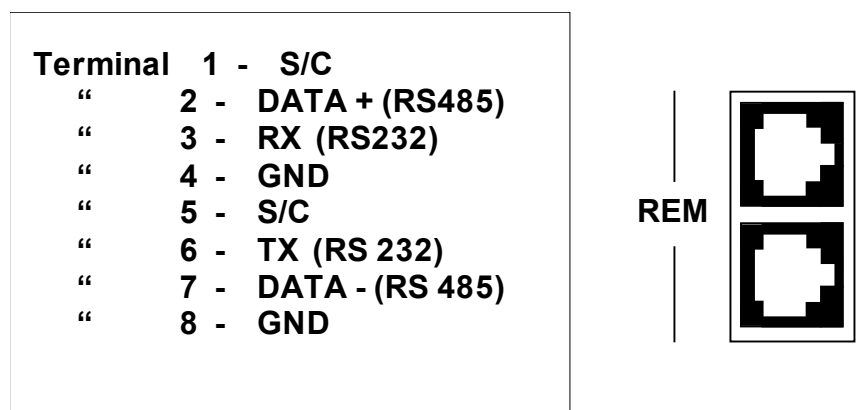 Terminal 1 - S/C
“ 2 - DATA + (RS485)
“ 3 - RX (RS232)
“ 4 - GND
“ 5 - S/C
“ 6 - TX (RS 232)
“ 7 - DATA - (RS 485)
“ 8 - GND
REM